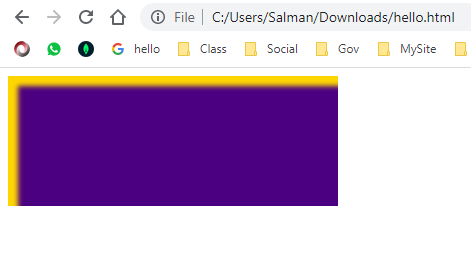 File | C:/Users/Salman/Downloads/hello.html
hello Class Social Gov MySite